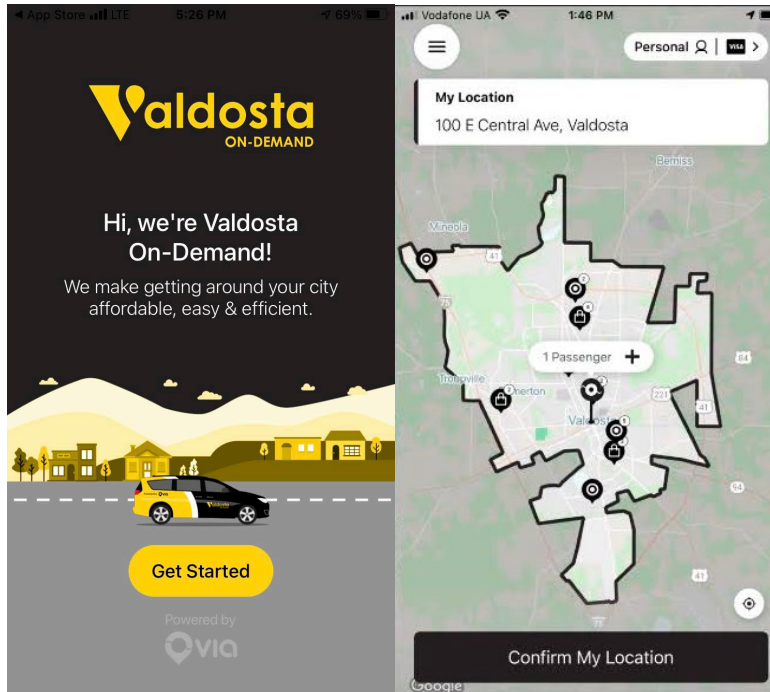 App Store LTE 5:26 PM 69%
Valdosta
ON-DEMAND
Hi, we're Valdosta
On-Demand!
We make getting around your city
affordable, easy & efficient.
via
Valdosta
Get Started
Powered by
via
Vodafone UA 1:46 PM
Personal | VISA
My Location
100 E Central Ave, Valdosta
Bemiss
Mineola
41
75
1 Passenger +
84
221
41
Valdosta
94
41
75
Confirm My Location
Google